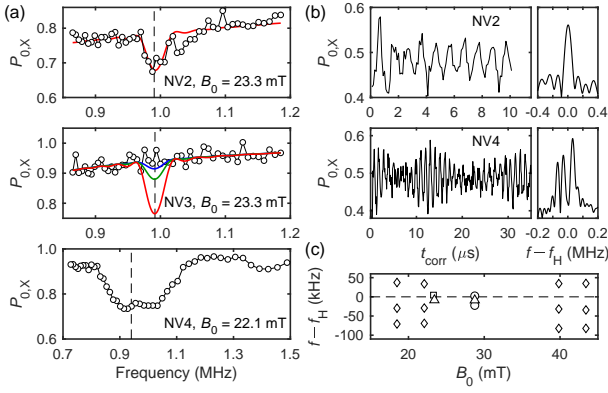 (a)
0.8
0.7
0.6
P0,X
NV2, B0 = 23.3 mT
0.9
1.0
1.1
1.2
1.0
0.9
0.8
P0,X
NV3, B0 = 23.3 mT
0.9
1.0
1.1
1.2
1.0
0.8
0.6
0.4
P0,X
NV4, B0 = 22.1 mT
0.7
0.9
1.1
1.3
1.5
Frequency (MHz)
(b)
NV2
0.6
0.5
0.4
P0,X
0
2
4
6
8
10
-0.4
0.0
0.4
NV4
0.6
0.5
0.4
P0,X
0
10
20
30
-0.2
0.0
0.2
tcorr (μs)
f−fH (MHz)
(c)
50
0
-50
-100
f−fH (kHz)
20
30
40
B0 (mT)